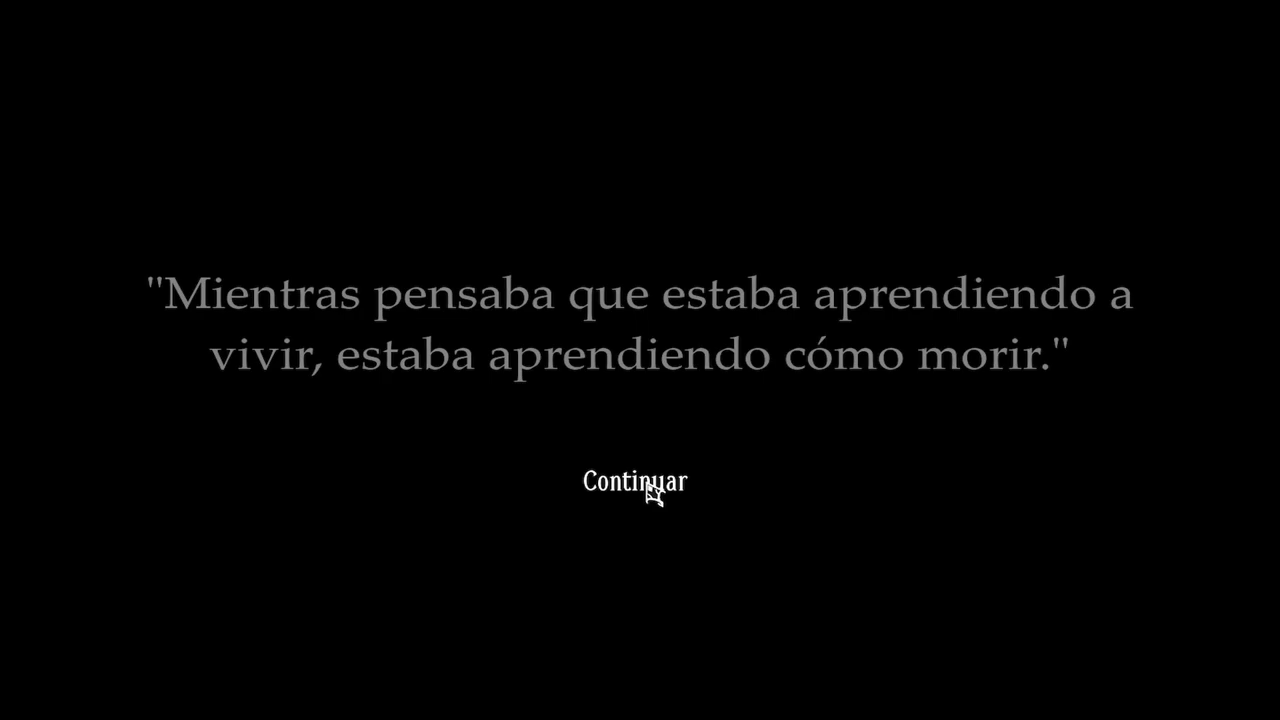 "Mientras pensaba que estaba aprendiendo a
vivir, estaba aprendiendo cómo morir."
Continuar